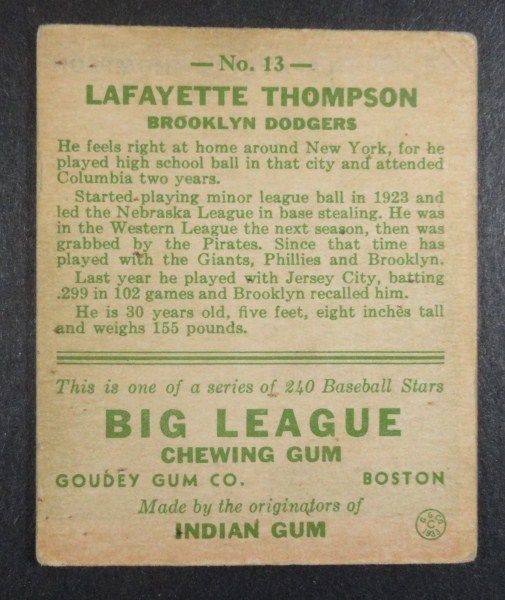 — No. 13 —
LAFAYETTE THOMPSON
BROOKLYN DODGERS
He feels right at home around New York, for he
played high school ball in that city and attended
Columbia two years.
Started playing minor league ball in 1923 and
led the Nebraska League in base stealing. He was
in the Western League the next season, then was
grabbed by the Pirates. Since that time has
played with the Giants, Phillies and Brooklyn.
Last year he played with Jersey City, batting
.299 in 102 games and Brooklyn recalled him.
He is 30 years old, five feet, eight inches tall
and weighs 155 pounds.
This is one of a series of 240 Baseball Stars
BIG LEAGUE
CHEWING GUM
GOUDEY GUM CO. BOSTON
Made by the originators of
INDIAN GUM
G. G. CO.
C
1933